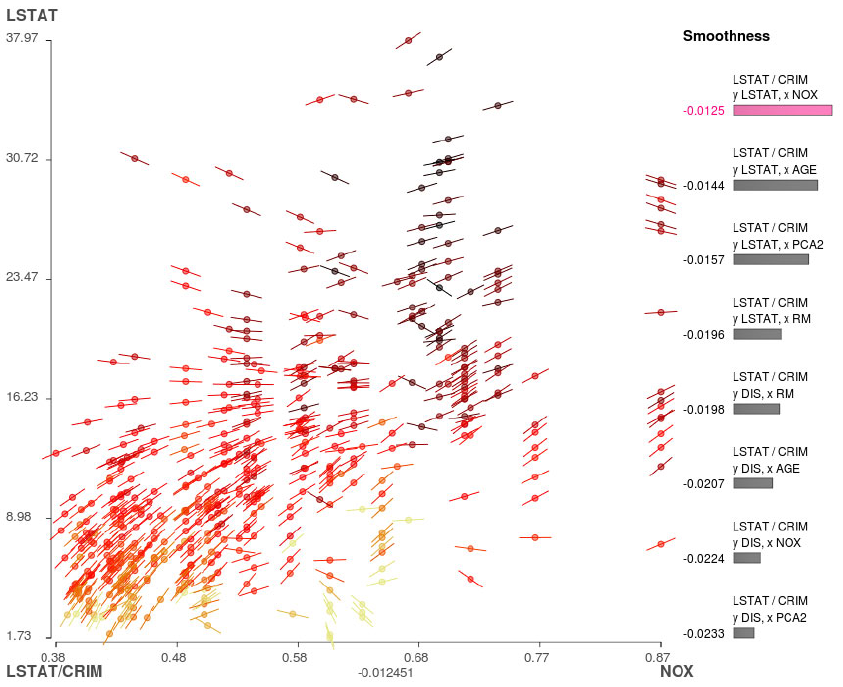 LSTAT
37.97
30.72
23.47
16.23
8.98
1.73
0.38
0.48
0.58
0.68
0.77
0.87
LSTAT/CRIM
-0.012451
NOX
Smoothness
LSTAT / CRIM
y LSTAT, x NOX
-0.0125
LSTAT / CRIM
y LSTAT, x AGE
-0.0144
LSTAT / CRIM
y LSTAT, x PCA2
-0.0157
LSTAT / CRIM
y LSTAT, x RM
-0.0196
LSTAT / CRIM
y DIS, x RM
-0.0198
LSTAT / CRIM
y DIS, x AGE
-0.0207
LSTAT / CRIM
y DIS, x NOX
-0.0224
LSTAT / CRIM
y DIS, x PCA2
-0.0233